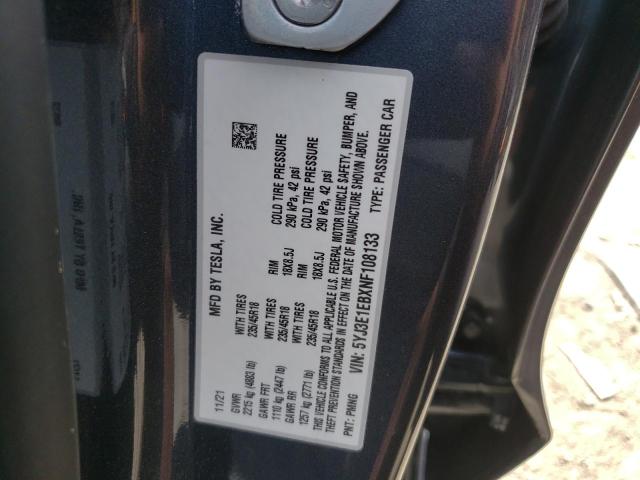 MFD BY TESLA, INC.
11/21
GVWR
2215 kg (4883 lb)
GAWR FRT
1110 kg (2447 lb)
GAWR RR
1257 kg (2771 lb)
WITH TIRES
235/45R18
WITH TIRES
235/45R18
WITH TIRES
235/45R18
RIM
18X8.5J
RIM
18X8.5J
COLD TIRE PRESSURE
290 kPa, 42 psi
COLD TIRE PRESSURE
290 kPa, 42 psi
THIS VEHICLE CONFORMS TO ALL APPLICABLE U.S. FEDERAL MOTOR VEHICLE SAFETY, BUMPER, AND
THEFT PREVENTION STANDARDS IN EFFECT ON THE DATE OF MANUFACTURE SHOWN ABOVE.
VIN: 5YJ3E1EBXNF108133
TYPE: PASSENGER CAR
PNT: PMNG